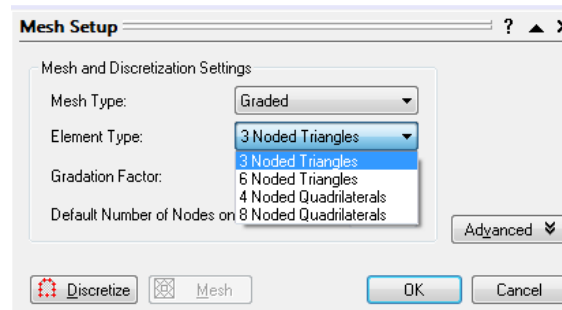 Mesh Setup ?
Mesh and Discretization Settings
Mesh Type: Graded
Element Type: 3 Noded Triangles
3 Noded Triangles
Gradation Factor: 6 Noded Triangles
4 Noded Quadrilaterals
Default Number of Nodes on 8 Noded Quadrilaterals
Advanced
Discretize Mesh OK Cancel